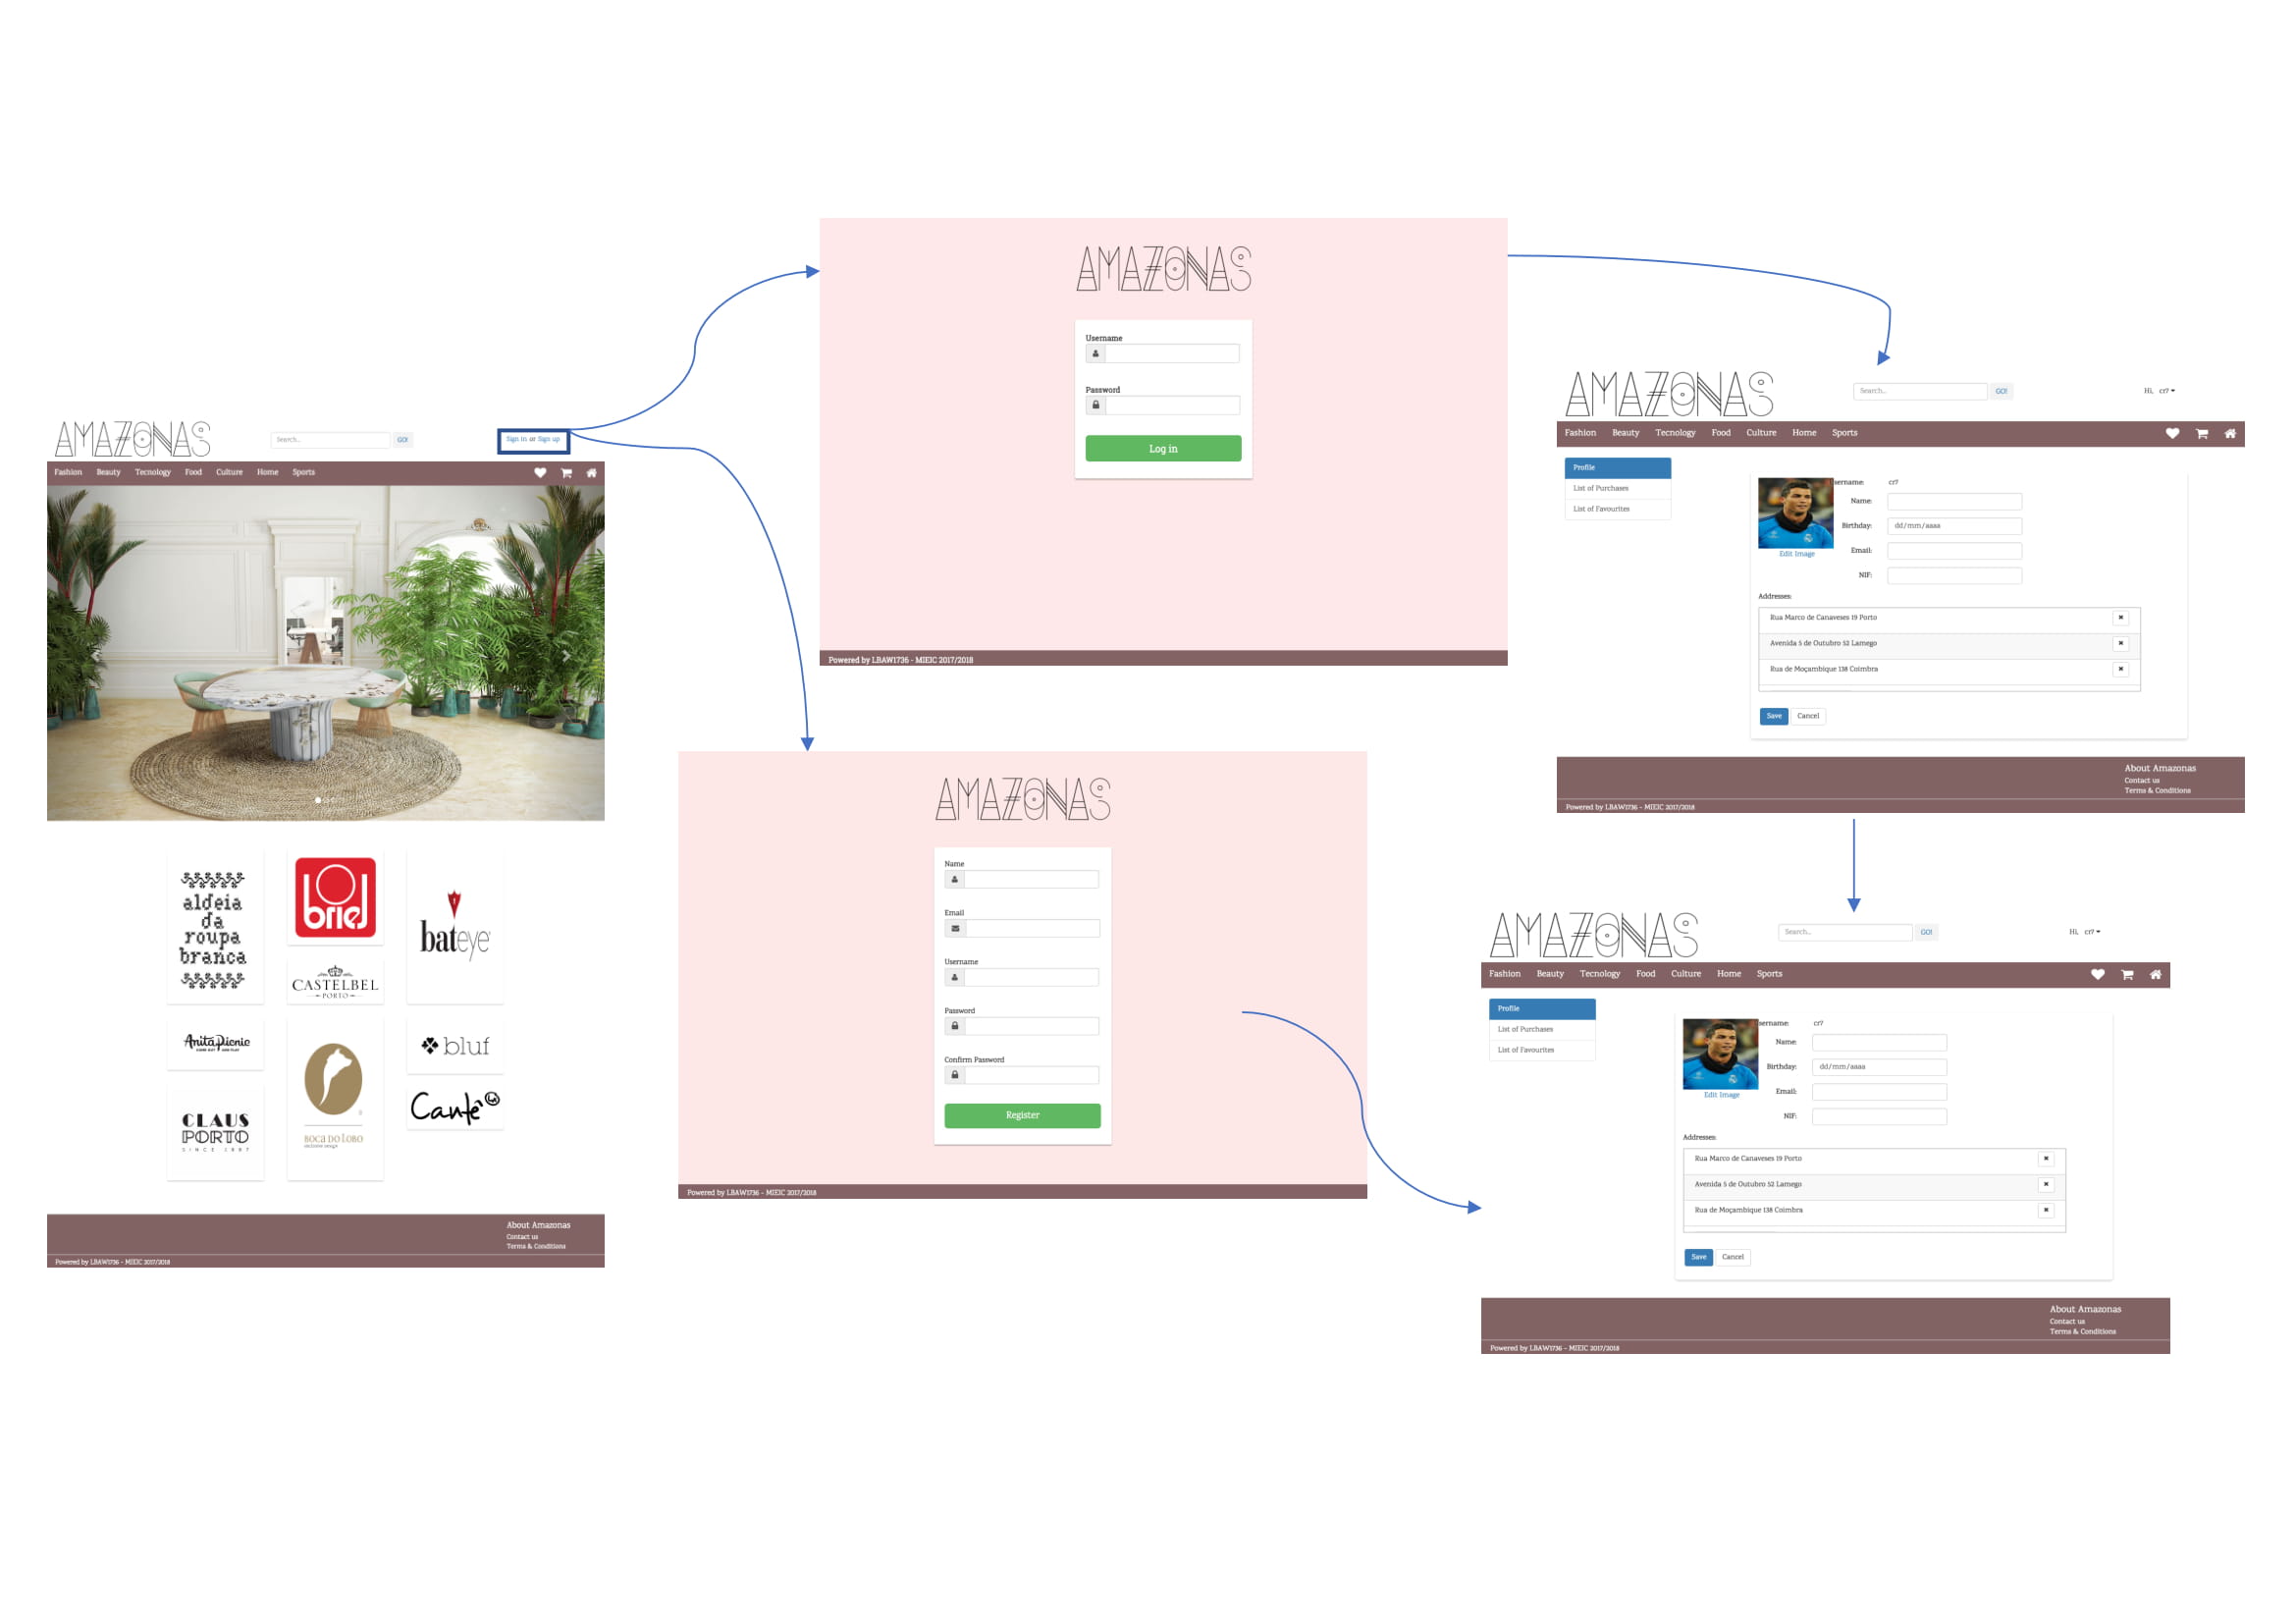 AMAZONAS
Search...
GO!
Sign in or Sign up
Fashion Beauty Tecnology Food Culture Home Sports
aldeia
da
roupa
branca
briel
bateye
CASTELBEL
PORTO
AnitaPicnic
COME OUT AND PLAY
BOCA DO LOBO
exclusive design
bluf
Cantê LX
CLAUS
PORTO
SINCE 1887
About Amazonas
Contact us
Terms & Conditions
Powered by LBAW1736 - MIEIC 2017/2018
AMAZONAS
Username
Password
Log in
Powered by LBAW1736 - MIEIC 2017/2018
AMAZONAS
Name
Email
Username
Password
Confirm Password
Register
Powered by LBAW1736 - MIEIC 2017/2018
AMAZONAS
Search...
GO!
Hi, cr7
Fashion Beauty Tecnology Food Culture Home Sports
Profile
List of Purchases
List of Favourites
Edit Image
sername: cr7
Name:
Birthday: dd/mm/aaaa
Email:
NIF:
Addresses:
Rua Marco de Canaveses 19 Porto
Avenida 5 de Outubro 52 Lamego
Rua de Moçambique 138 Coimbra
Save Cancel
About Amazonas
Contact us
Terms & Conditions
Powered by LBAW1736 - MIEIC 2017/2018
AMAZONAS
Search...
GO!
Hi, cr7
Fashion Beauty Tecnology Food Culture Home Sports
Profile
List of Purchases
List of Favourites
Edit Image
sername: cr7
Name:
Birthday: dd/mm/aaaa
Email:
NIF:
Addresses:
Rua Marco de Canaveses 19 Porto
Avenida 5 de Outubro 52 Lamego
Rua de Moçambique 138 Coimbra
Save Cancel
About Amazonas
Contact us
Terms & Conditions
Powered by LBAW1736 - MIEIC 2017/2018